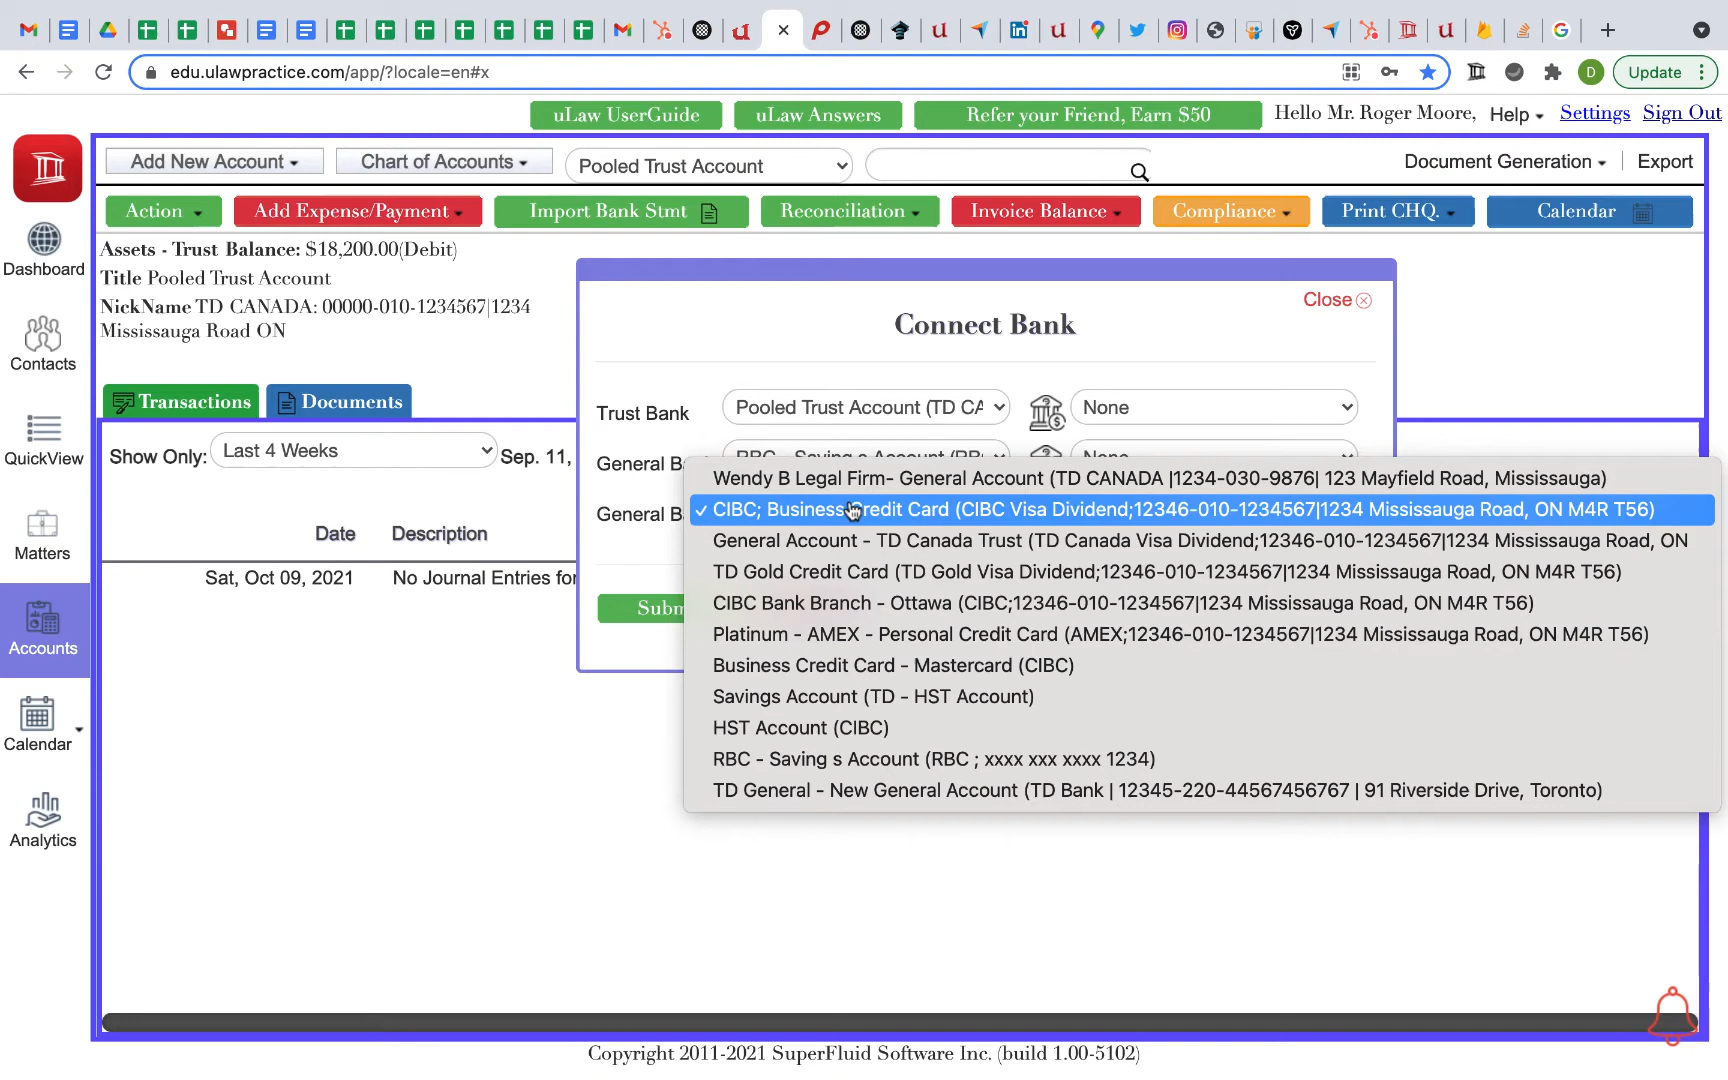 edu.ulawpractice.com/app/?locale=en#x
D
Update
uLaw UserGuide
uLaw Answers
Refer your Friend, Earn $50
Hello Mr. Roger Moore,
Help
Settings
Sign Out
Add New Account
Chart of Accounts
Pooled Trust Account
Document Generation
Export
Action
Add Expense/Payment
Import Bank Stmt
Reconciliation
Invoice Balance
Compliance
Print CHQ.
Calendar
Dashboard
Contacts
QuickView
Matters
Accounts
Calendar
Analytics
Assets - Trust Balance: $18,200.00(Debit)
Title Pooled Trust Account
NickName TD CANADA: 00000-010-1234567|1234
Mississauga Road ON
Transactions
Documents
Show Only:
Last 4 Weeks
Sep. 11,
Date
Description
Sat, Oct 09, 2021
No Journal Entries for
Close
Connect Bank
Trust Bank
Pooled Trust Account (TD CA
None
General B
RBC - Saving s Account (RB
None
General B
Subm
Wendy B Legal Firm- General Account (TD CANADA |1234-030-9876| 123 Mayfield Road, Mississauga)
✓ CIBC; Business Credit Card (CIBC Visa Dividend;12346-010-1234567|1234 Mississauga Road, ON M4R T56)
General Account - TD Canada Trust (TD Canada Visa Dividend;12346-010-1234567|1234 Mississauga Road, ON
TD Gold Credit Card (TD Gold Visa Dividend;12346-010-1234567|1234 Mississauga Road, ON M4R T56)
CIBC Bank Branch - Ottawa (CIBC;12346-010-1234567|1234 Mississauga Road, ON M4R T56)
Platinum - AMEX - Personal Credit Card (AMEX;12346-010-1234567|1234 Mississauga Road, ON M4R T56)
Business Credit Card - Mastercard (CIBC)
Savings Account (TD - HST Account)
HST Account (CIBC)
RBC - Saving s Account (RBC ; xxxx xxx xxxx 1234)
TD General - New General Account (TD Bank | 12345-220-44567456767 | 91 Riverside Drive, Toronto)
Copyright 2011-2021 SuperFluid Software Inc. (build 1.00-5102)